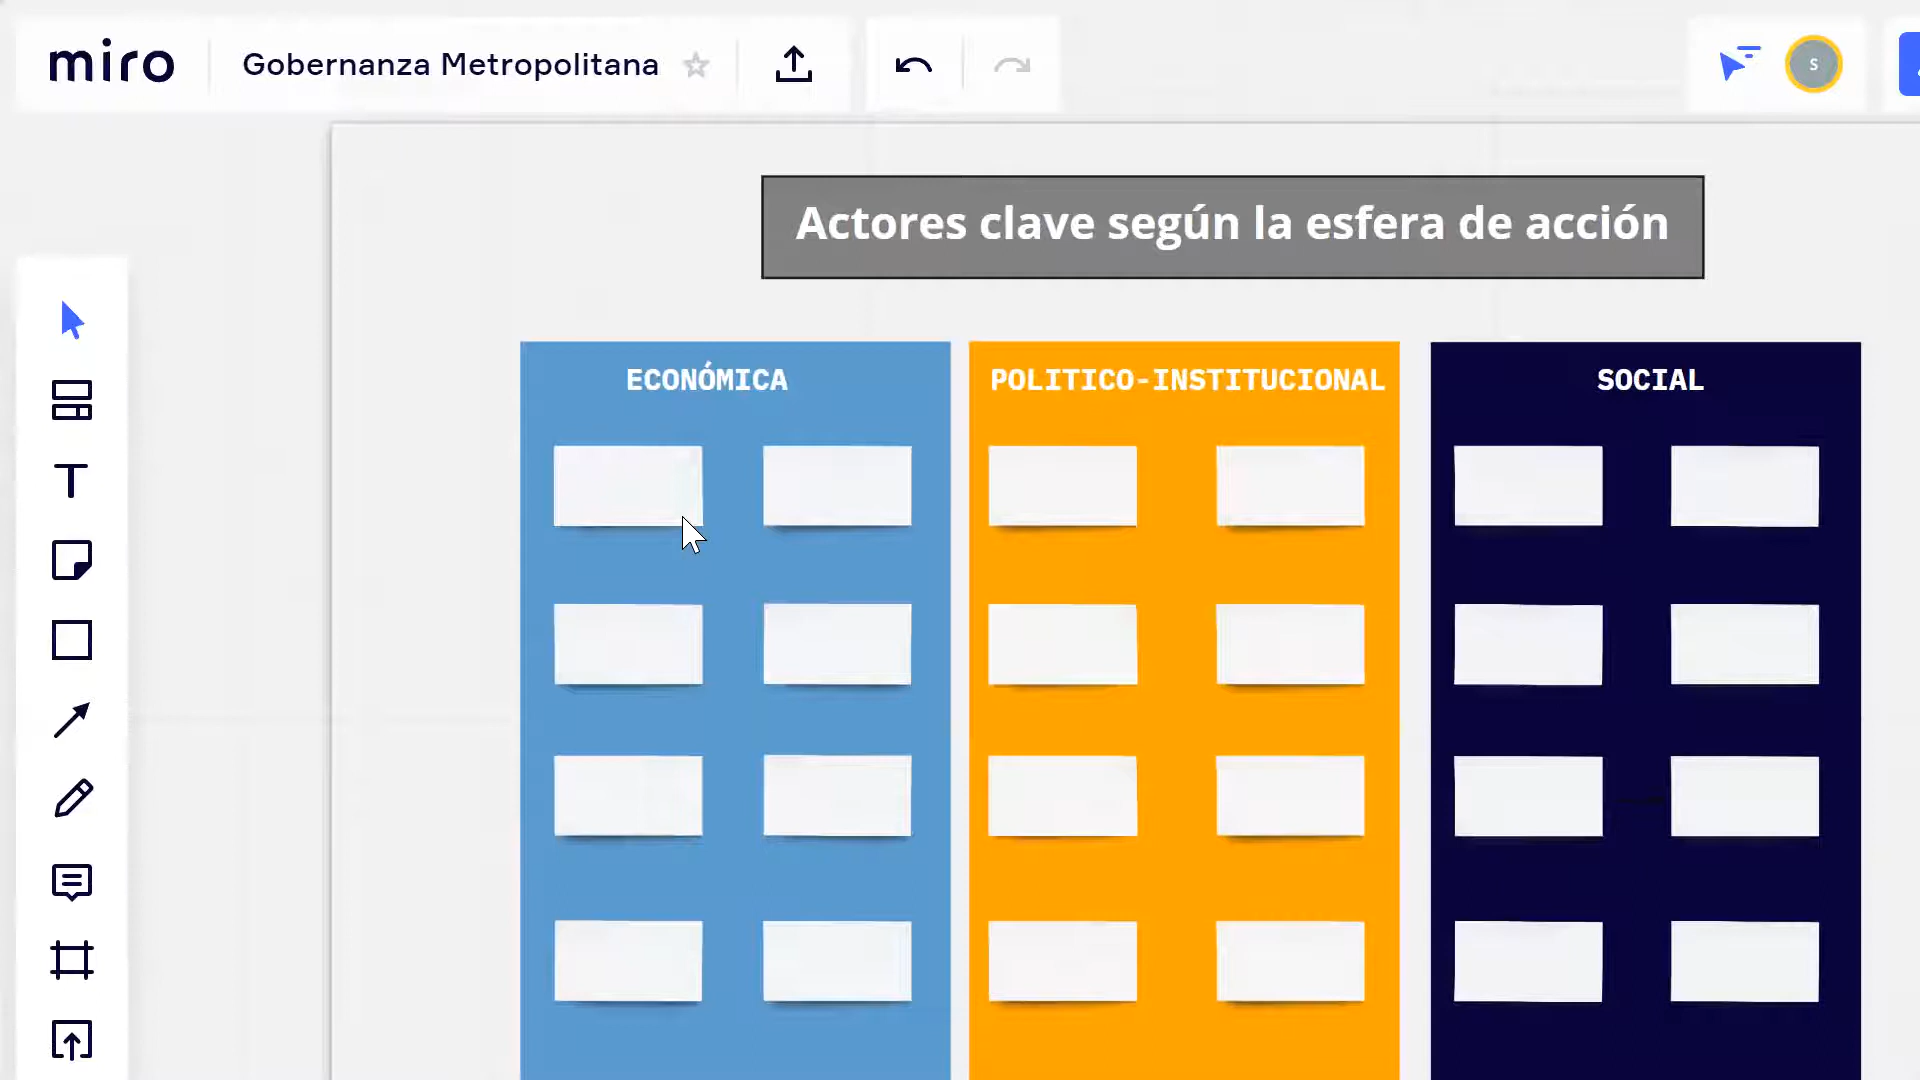 miro
Gobernanza Metropolitana
S
Actores clave según la esfera de acción
ECONÓMICA
POLITICO-INSTITUCIONAL
SOCIAL